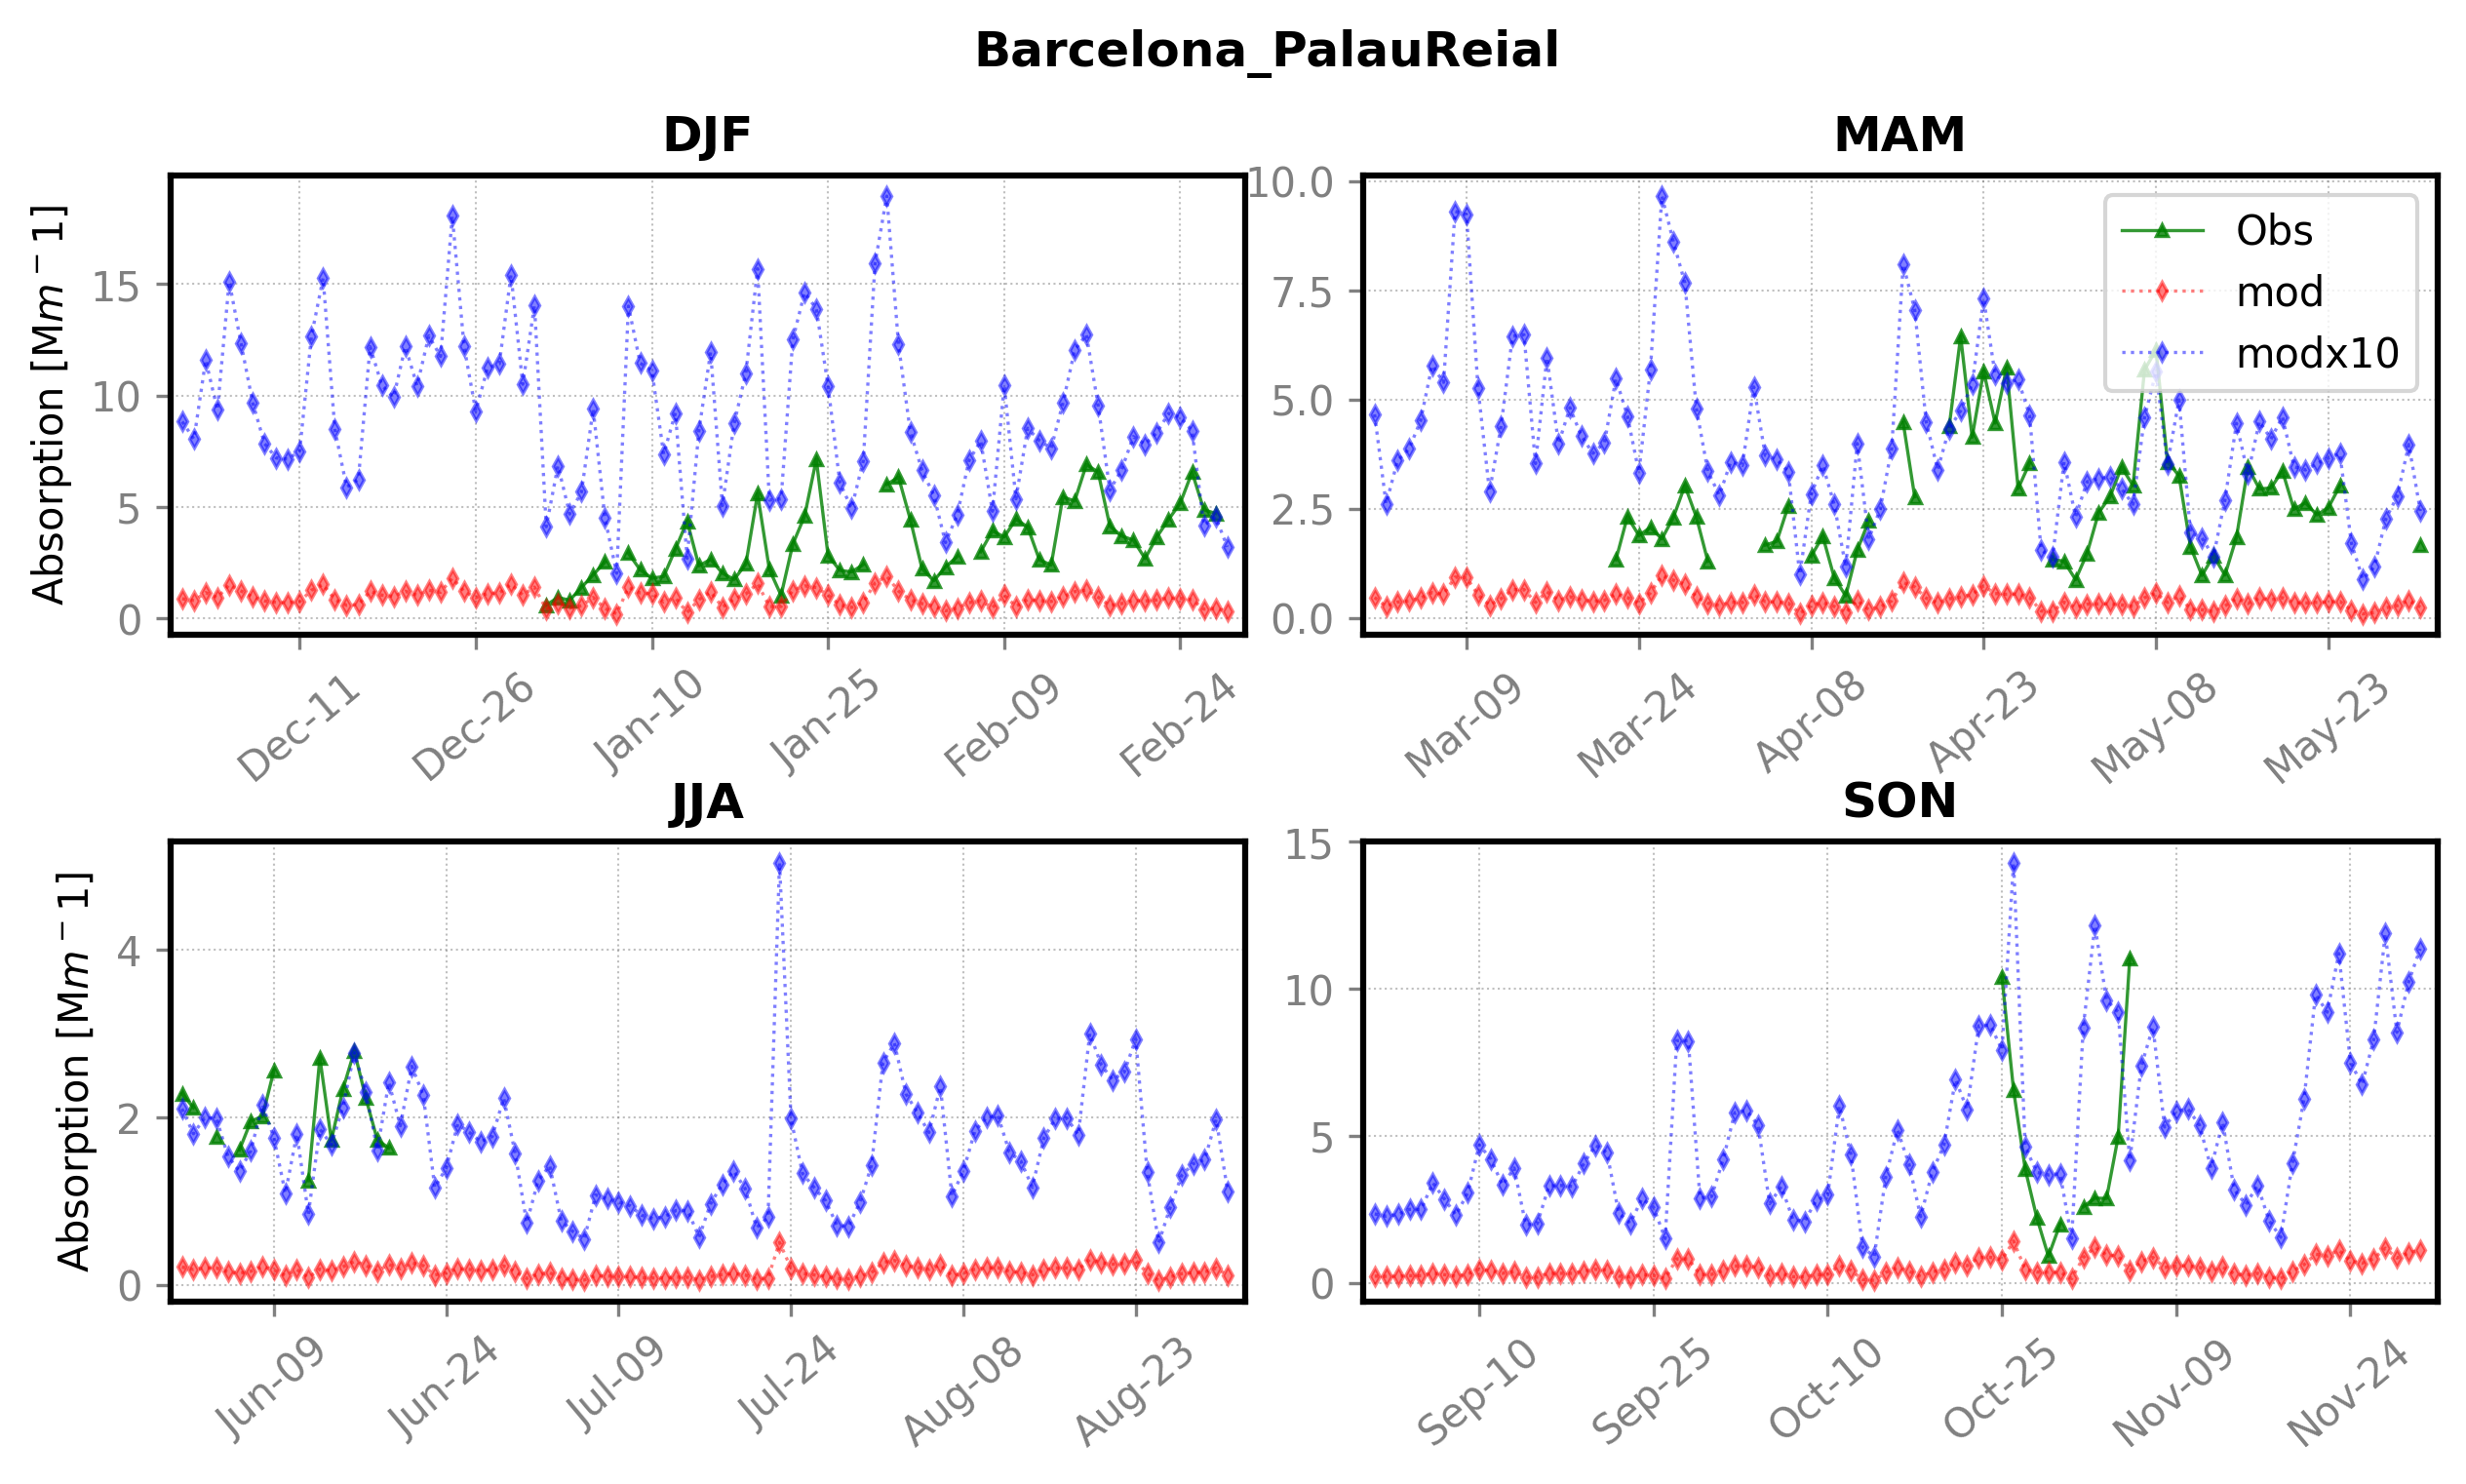 Barcelona_PalauReial
DJF
Absorption [Mm − 1]
15
10
5
0
Dec-11
Dec-26
Jan-10
Jan-25
Feb-09
Feb-24
MAM
10.0
7.5
5.0
2.5
0.0
Obs
mod
modx10
Mar-09
Mar-24
Apr-08
Apr-23
May-08
May-23
JJA
Absorption [Mm − 1]
4
2
0
Jun-09
Jun-24
Jul-09
Jul-24
Aug-08
Aug-23
SON
15
10
5
0
Sep-10
Sep-25
Oct-10
Oct-25
Nov-09
Nov-24